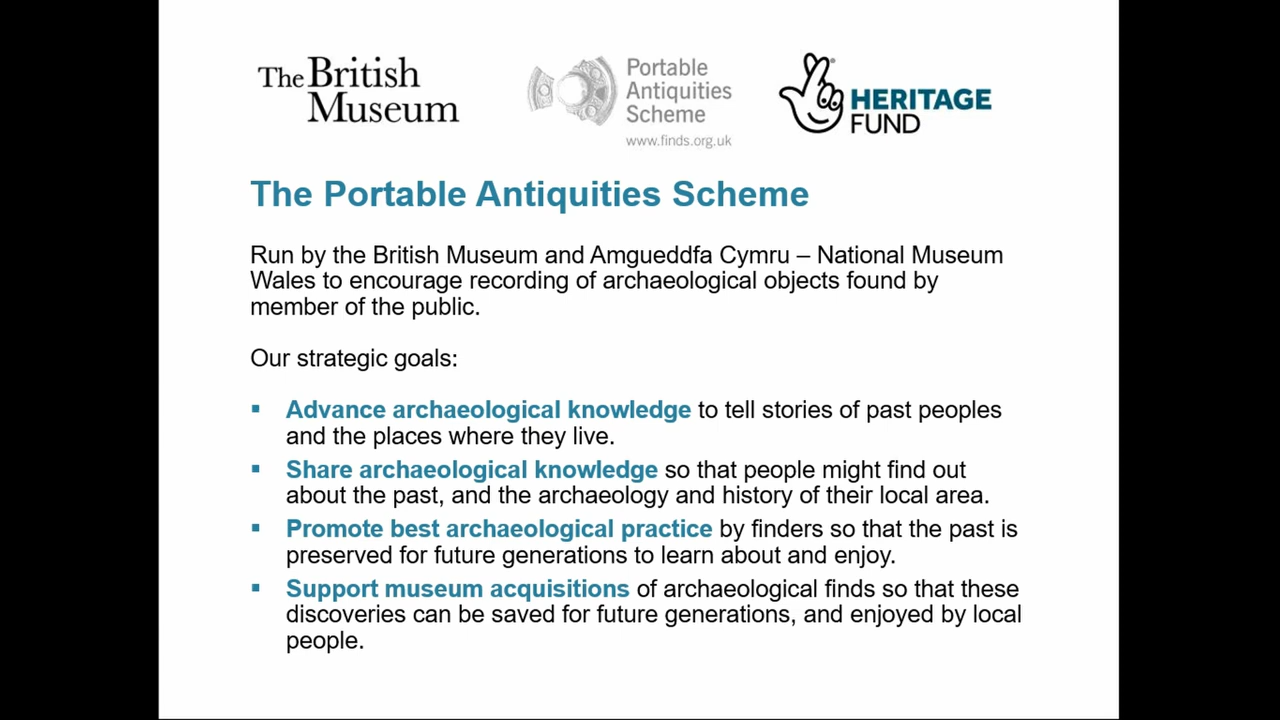 The British
Museum
Portable
Antiquities
Scheme
www.finds.org.uk
HERITAGE
FUND
The Portable Antiquities Scheme
Run by the British Museum and Amgueddfa Cymru – National Museum
Wales to encourage recording of archaeological objects found by
member of the public.
Our strategic goals:
▪ Advance archaeological knowledge to tell stories of past peoples
and the places where they live.
▪ Share archaeological knowledge so that people might find out
about the past, and the archaeology and history of their local area.
▪ Promote best archaeological practice by finders so that the past is
preserved for future generations to learn about and enjoy.
▪ Support museum acquisitions of archaeological finds so that these
discoveries can be saved for future generations, and enjoyed by local
people.